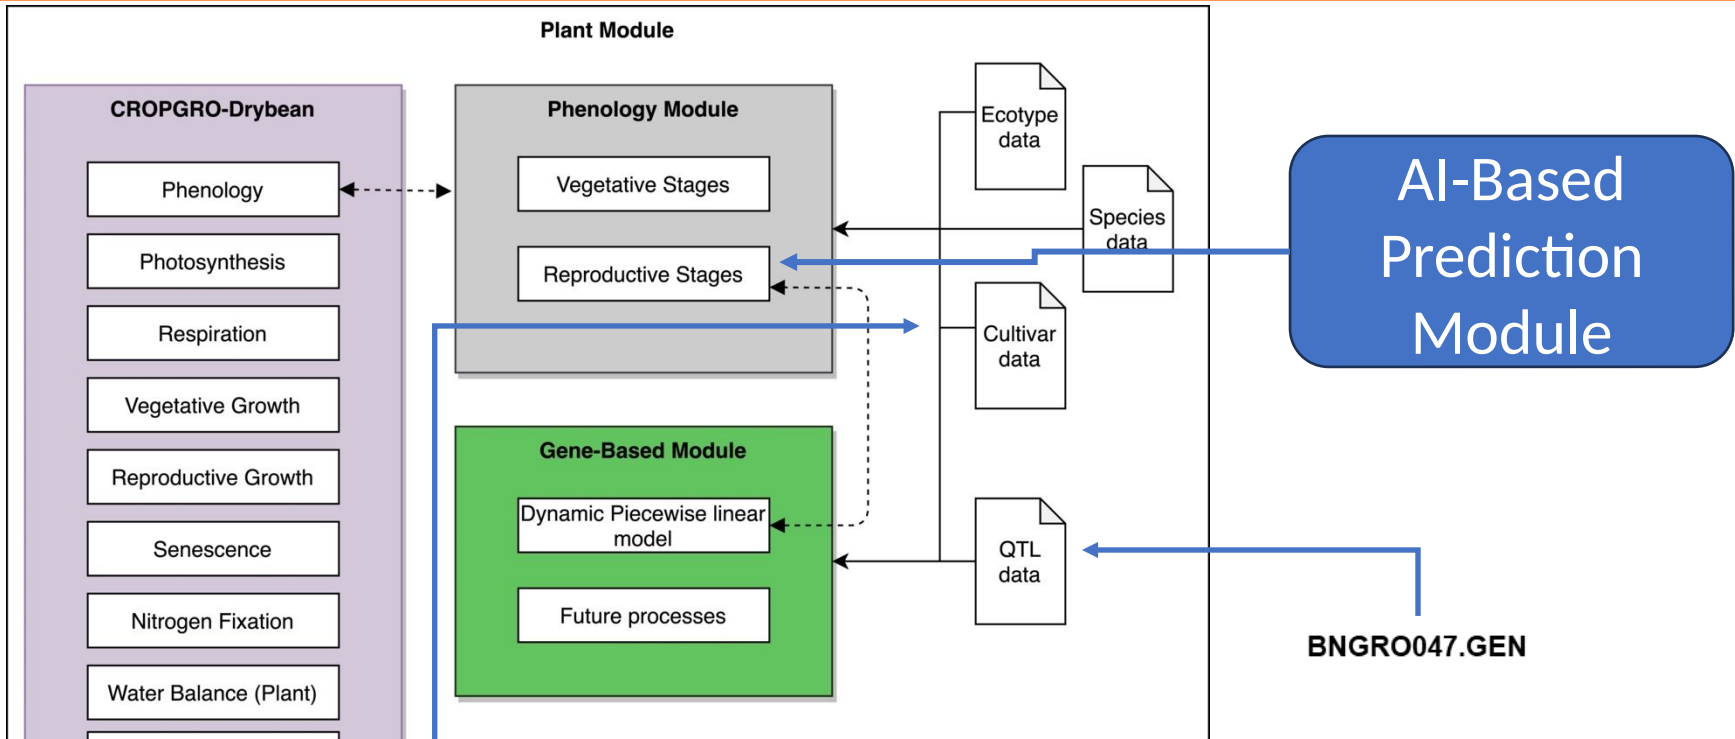 Plant Module
CROPGRO-Drybean
Phenology
Photosynthesis
Respiration
Vegetative Growth
Reproductive Growth
Senescence
Nitrogen Fixation
Water Balance (Plant)
Phenology Module
Vegetative Stages
Reproductive Stages
Gene-Based Module
Dynamic Piecewise linear
model
Future processes
Ecotype
data
Species
data
Cultivar
data
QTL
data
AI-Based
Prediction
Module
BNGRO047.GEN